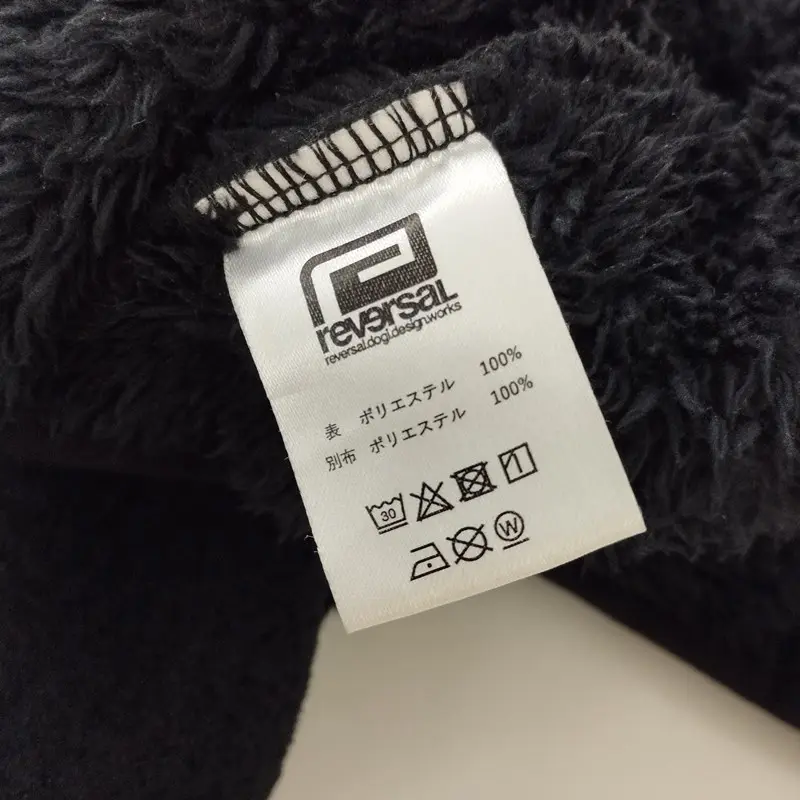 reversal
reversal.dogi.design.works
表 ポリエステル 100%
別布 ポリエステル 100%
30
W